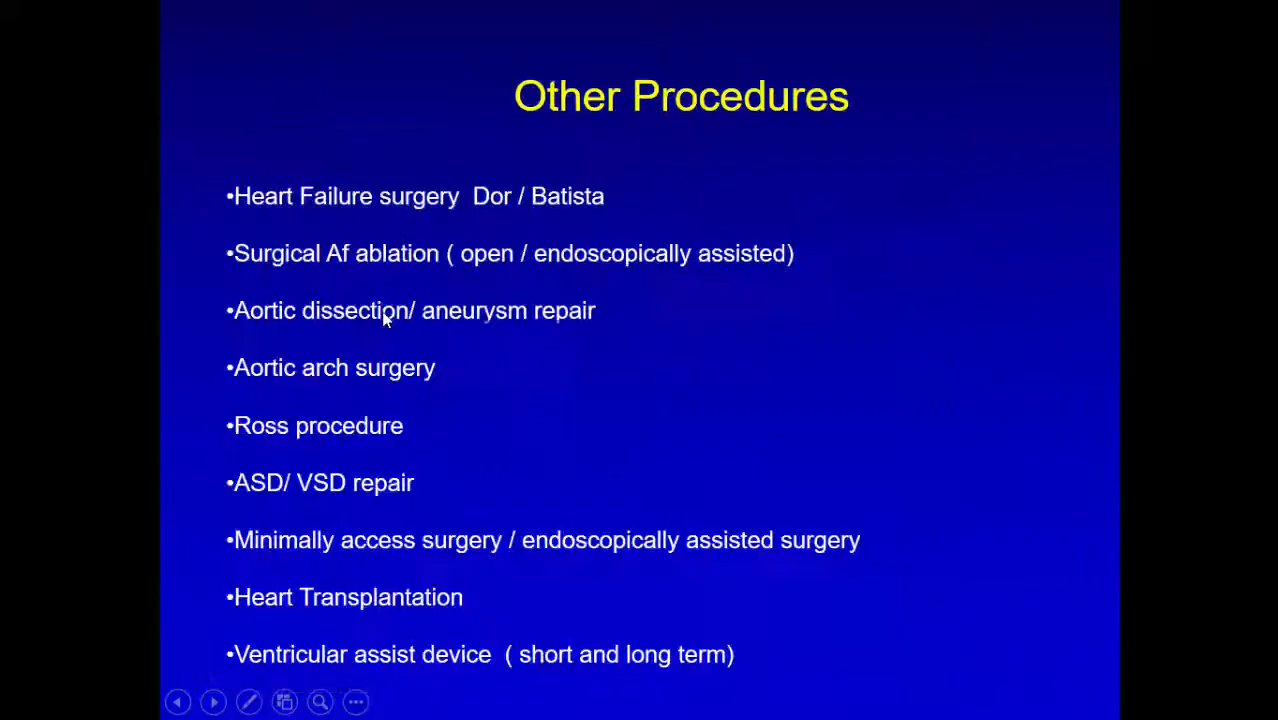 Other Procedures
•Heart Failure surgery  Dor / Batista
•Surgical Af ablation ( open / endoscopically assisted)
•Aortic dissection/ aneurysm repair
•Aortic arch surgery
•Ross procedure
•ASD/ VSD repair
•Minimally access surgery / endoscopically assisted surgery
•Heart Transplantation
•Ventricular assist device  ( short and long term)